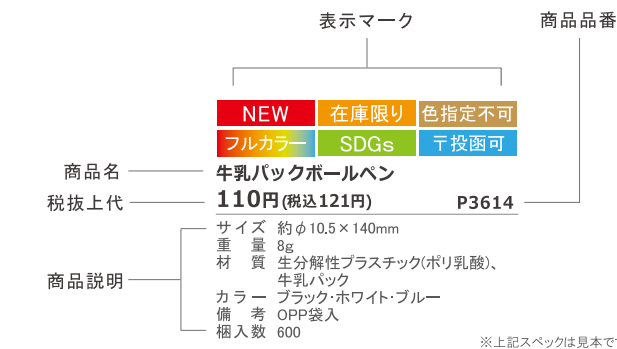 表示マーク
商品品番
NEW
在庫限り
色指定不可
フルカラー
SDGs
〒投函可
商品名
牛乳パックボールペン
税抜上代
110円(税込121円)
P3614
商品説明
サイズ 約φ10.5×140mm
重量 8g
材質 生分解性プラスチック(ポリ乳酸)、
牛乳パック
カラー ブラック・ホワイト・ブルー
備考 OPP袋入
梱入数 600
※上記スペックは見本で